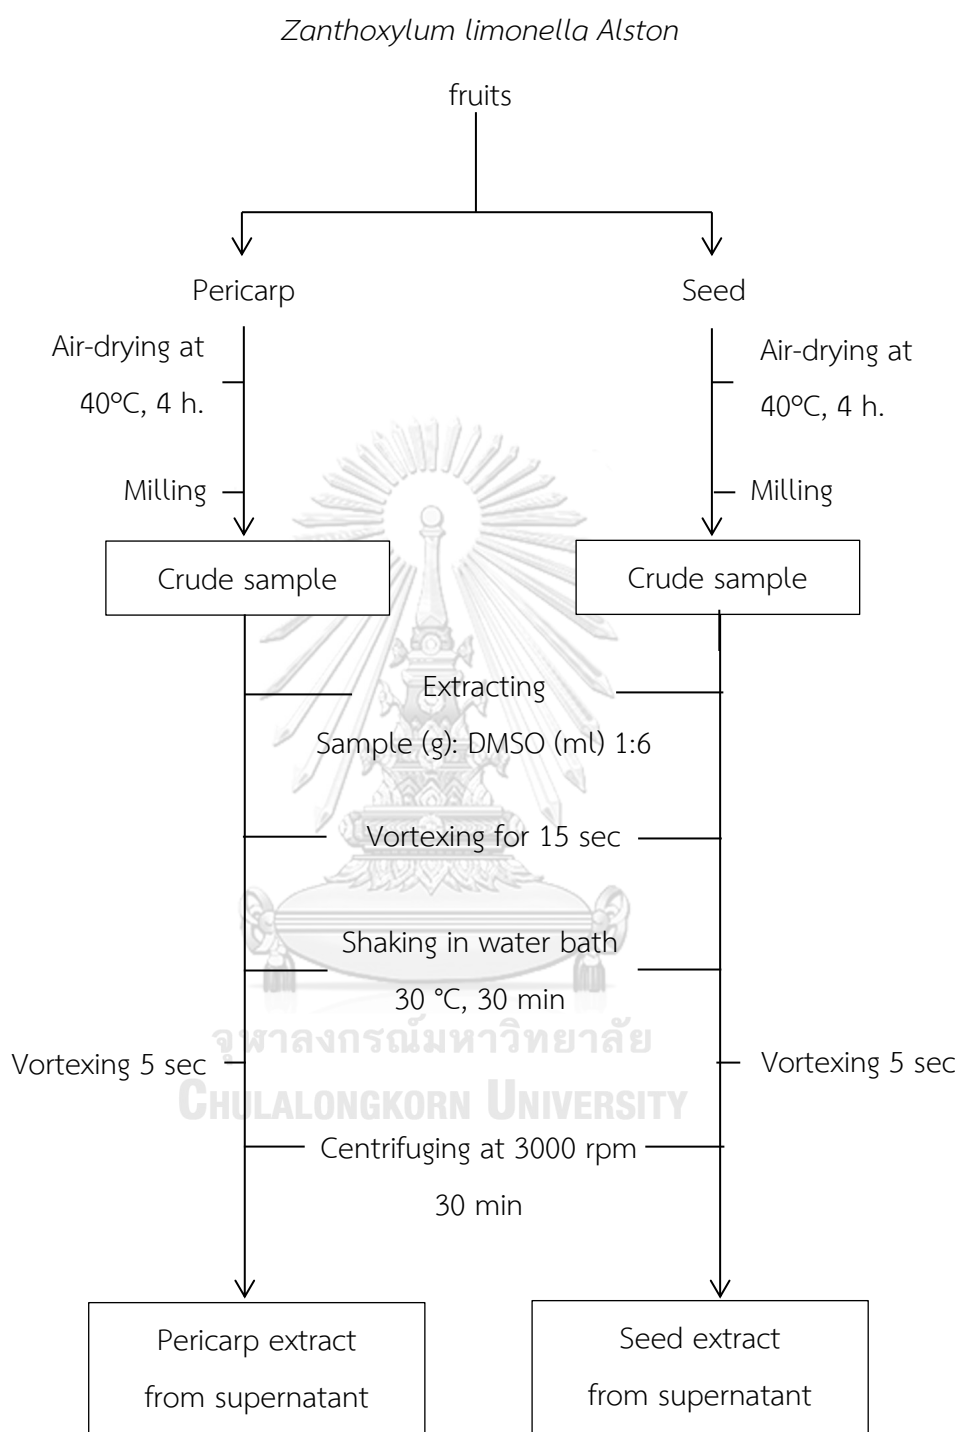 Zanthoxylum limonella Alston
fruits
Pericarp
Seed
Air-drying at
40°C, 4 h.
Air-drying at
40°C, 4 h.
Milling
Milling
Crude sample
Crude sample
Extracting
Sample (g): DMSO (ml) 1:6
Vortexing for 15 sec
Shaking in water bath
30 °C, 30 min
จุฬาลงกรณ์มหาวิทยาลัย
Vortexing 5 sec
Vortexing 5 sec
CHULALONGKORN UNIVERSITY
Centrifuging at 3000 rpm
30 min
Pericarp extract
from supernatant
Seed extract
from supernatant